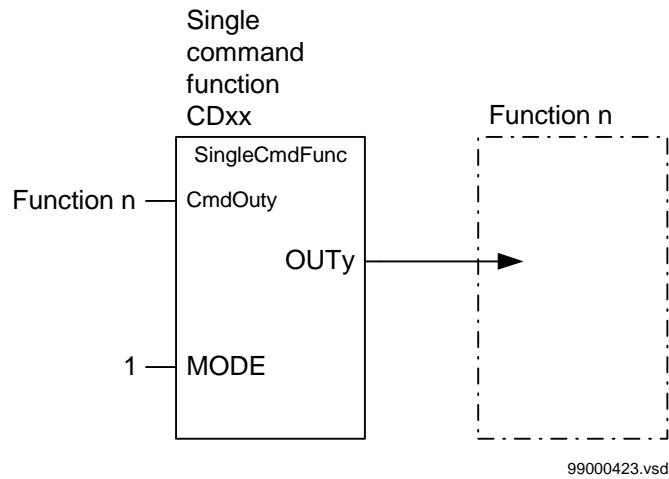 Single
command
function
CDxx
Function n
SingleCmdFunc
Function n
CmdOuty
OUTy
1
MODE
99000423.vsd